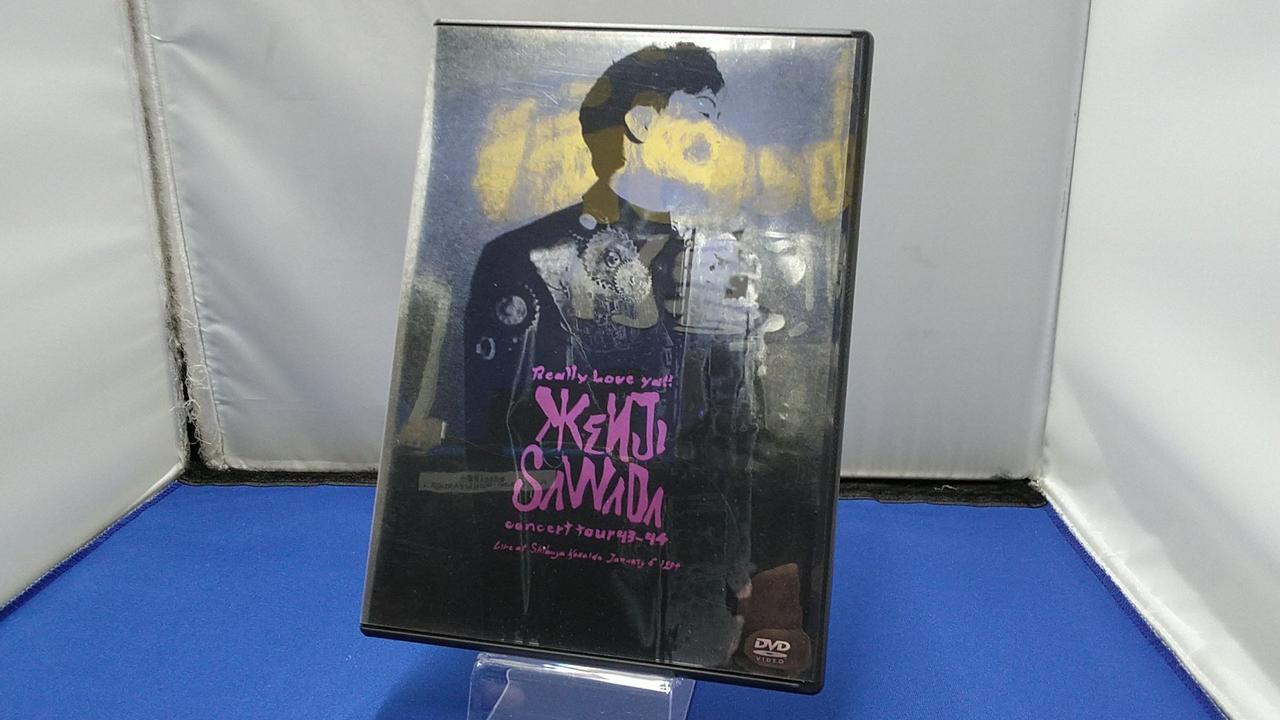 Really Love ya!!
KENJI
SAWADA
concert tour 93-94
Live at Shibuya Kokaido January 6 1994
DVD
VIDEO